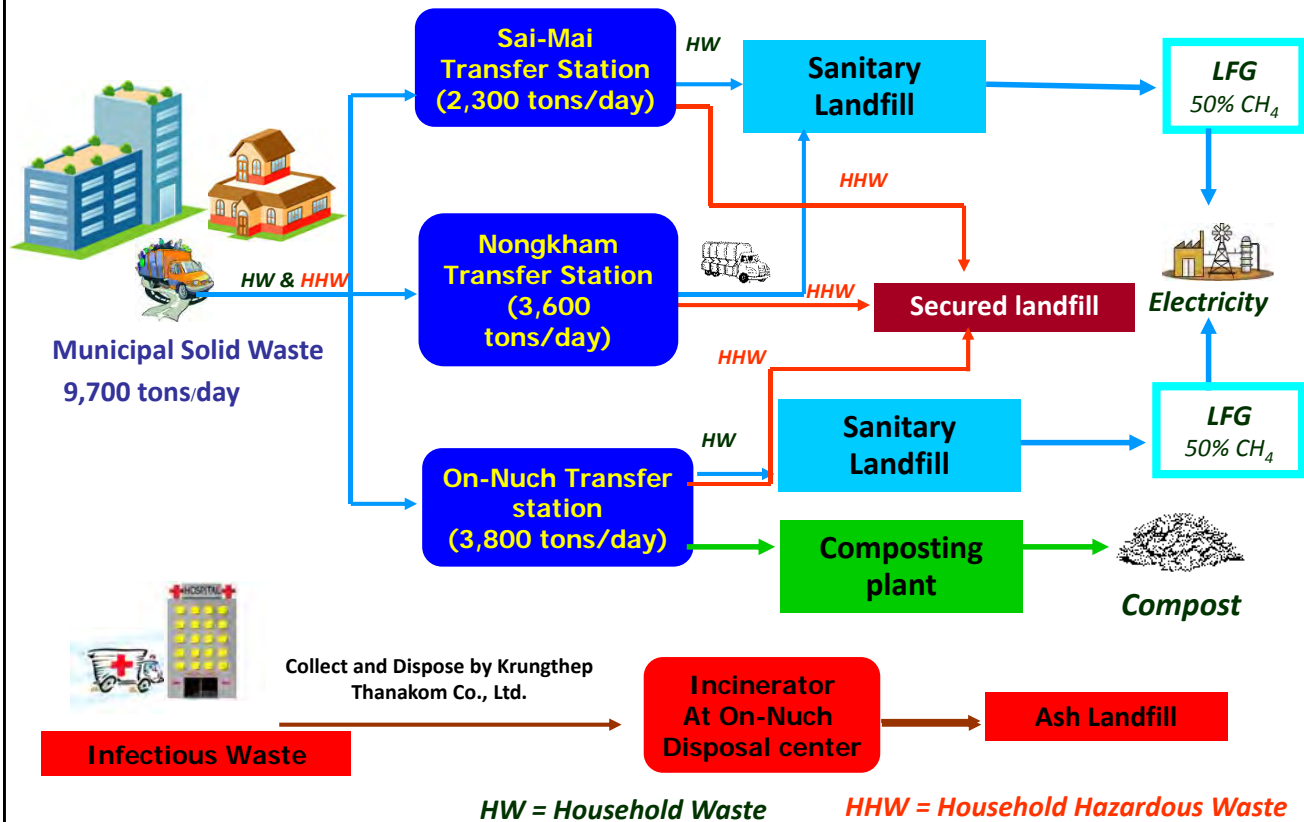 Sai-Mai
Transfer Station
(2,300 tons/day)
HW
Sanitary
Landfill
LFG
50% CH₄
HHW
Nongkham
Transfer Station
(3,600
tons/day)
HW & HHW
HHW
Secured landfill
Electricity
Municipal Solid Waste
9,700 tons/day
HHW
HW
Sanitary
Landfill
LFG
50% CH₄
On-Nuch Transfer
station
(3,800 tons/day)
Composting
plant
Compost
HOSPITAL
Collect and Dispose by Krungthep
Thanakom Co., Ltd.
Incinerator
At On-Nuch
Disposal center
Ash Landfill
Infectious Waste
HW = Household Waste
HHW = Household Hazardous Waste